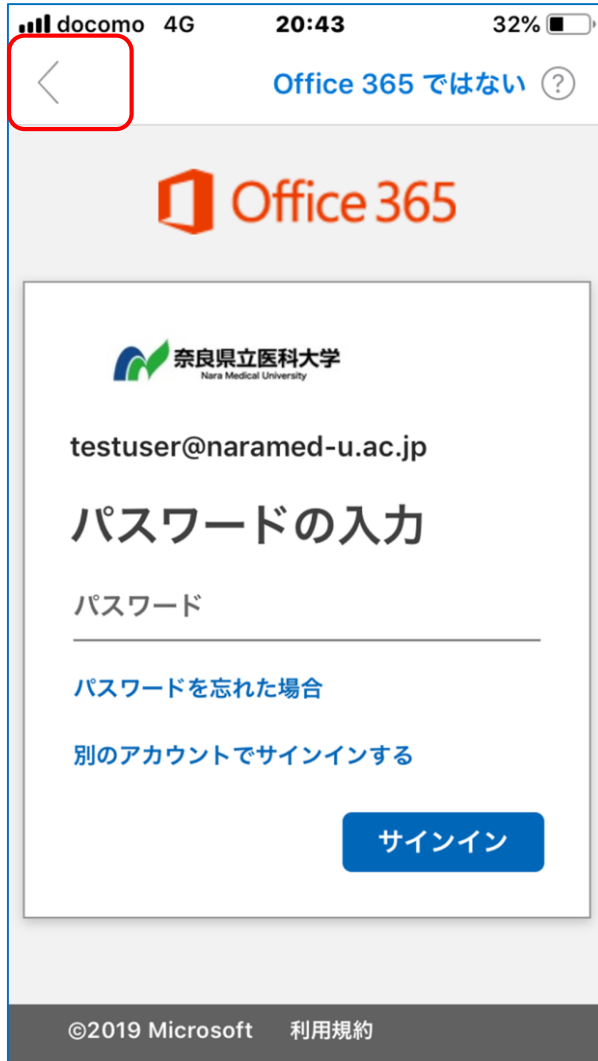 docomo 4G 20:43 32%
Office 365 ではない ?
Office 365
奈良県立医科大学
Nara Medical University
testuser@naramed-u.ac.jp
パスワードの入力
パスワード
パスワードを忘れた場合
別のアカウントでサインインする
サインイン
©2019 Microsoft 利用規約